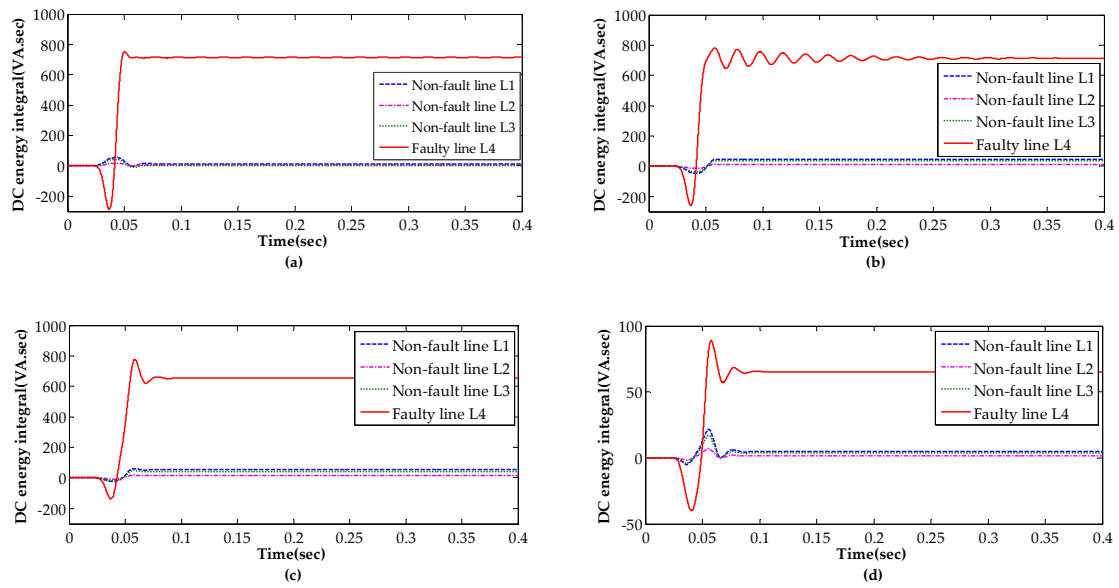 1000
800
600
400
200
0
-200
DC energy integral(VA.sec)
Non-fault line L1
Non-fault line L2
Non-fault line L3
Faulty line L4
0 0.05 0.1 0.15 0.2 0.25 0.3 0.35 0.4
Time(sec)
(a)
1000
800
600
400
200
0
-200
DC energy integral(VA.sec)
Non-fault line L1
Non-fault line L2
Non-fault line L3
Faulty line L4
0 0.05 0.1 0.15 0.2 0.25 0.3 0.35 0.4
Time(sec)
(b)
1000
800
600
400
200
0
-200
DC energy integral(VA.sec)
Non-fault line L1
Non-fault line L2
Non-fault line L3
Faulty line L4
0 0.05 0.1 0.15 0.2 0.25 0.3 0.35 0.4
Time(sec)
(c)
100
50
0
-50
DC energy integral(VA.sec)
Non-fault line L1
Non-fault line L2
Non-fault line L3
Faulty line L4
0 0.05 0.1 0.15 0.2 0.25 0.3 0.35 0.4
Time(sec)
(d)